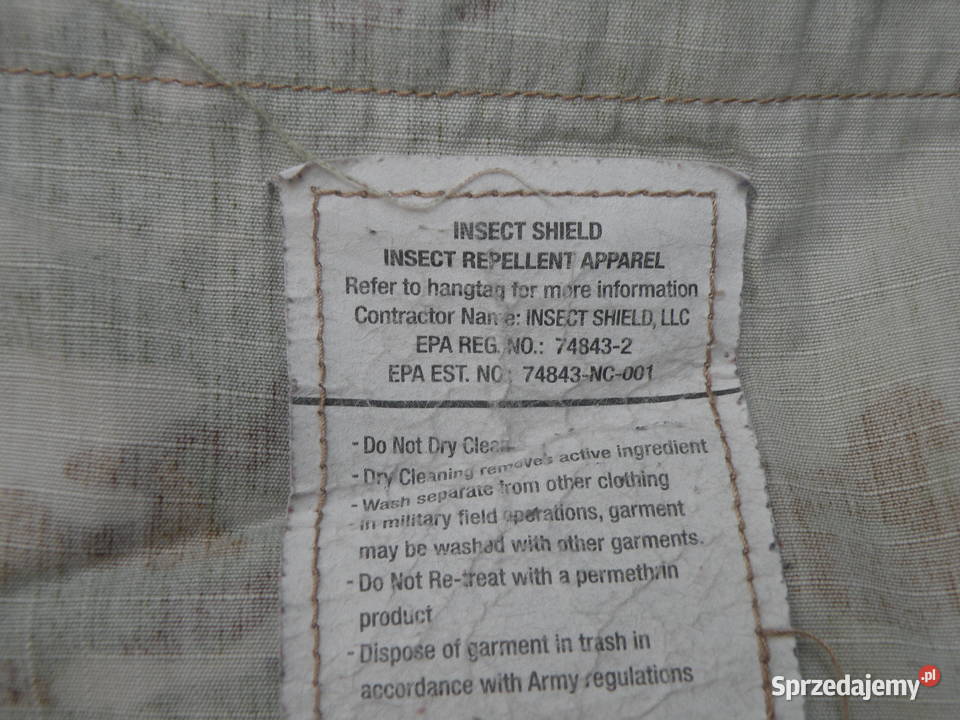 INSECT SHIELD
INSECT REPELLENT APPAREL
Refer to hangtag for more information
Contractor Name: INSECT SHIELD, LLC
EPA REG. NO.: 74843-2
EPA EST. NO.: 74843-NC-001
- Do Not Dry Clean
- Dry Cleaning removes active ingredient
- Wash separate from other clothing
- In military field operations, garment
may be washed with other garments.
- Do Not Re-treat with a permethrin
product
- Dispose of garment in trash in
accordance with Army regulations
Sprzedajemy.pl